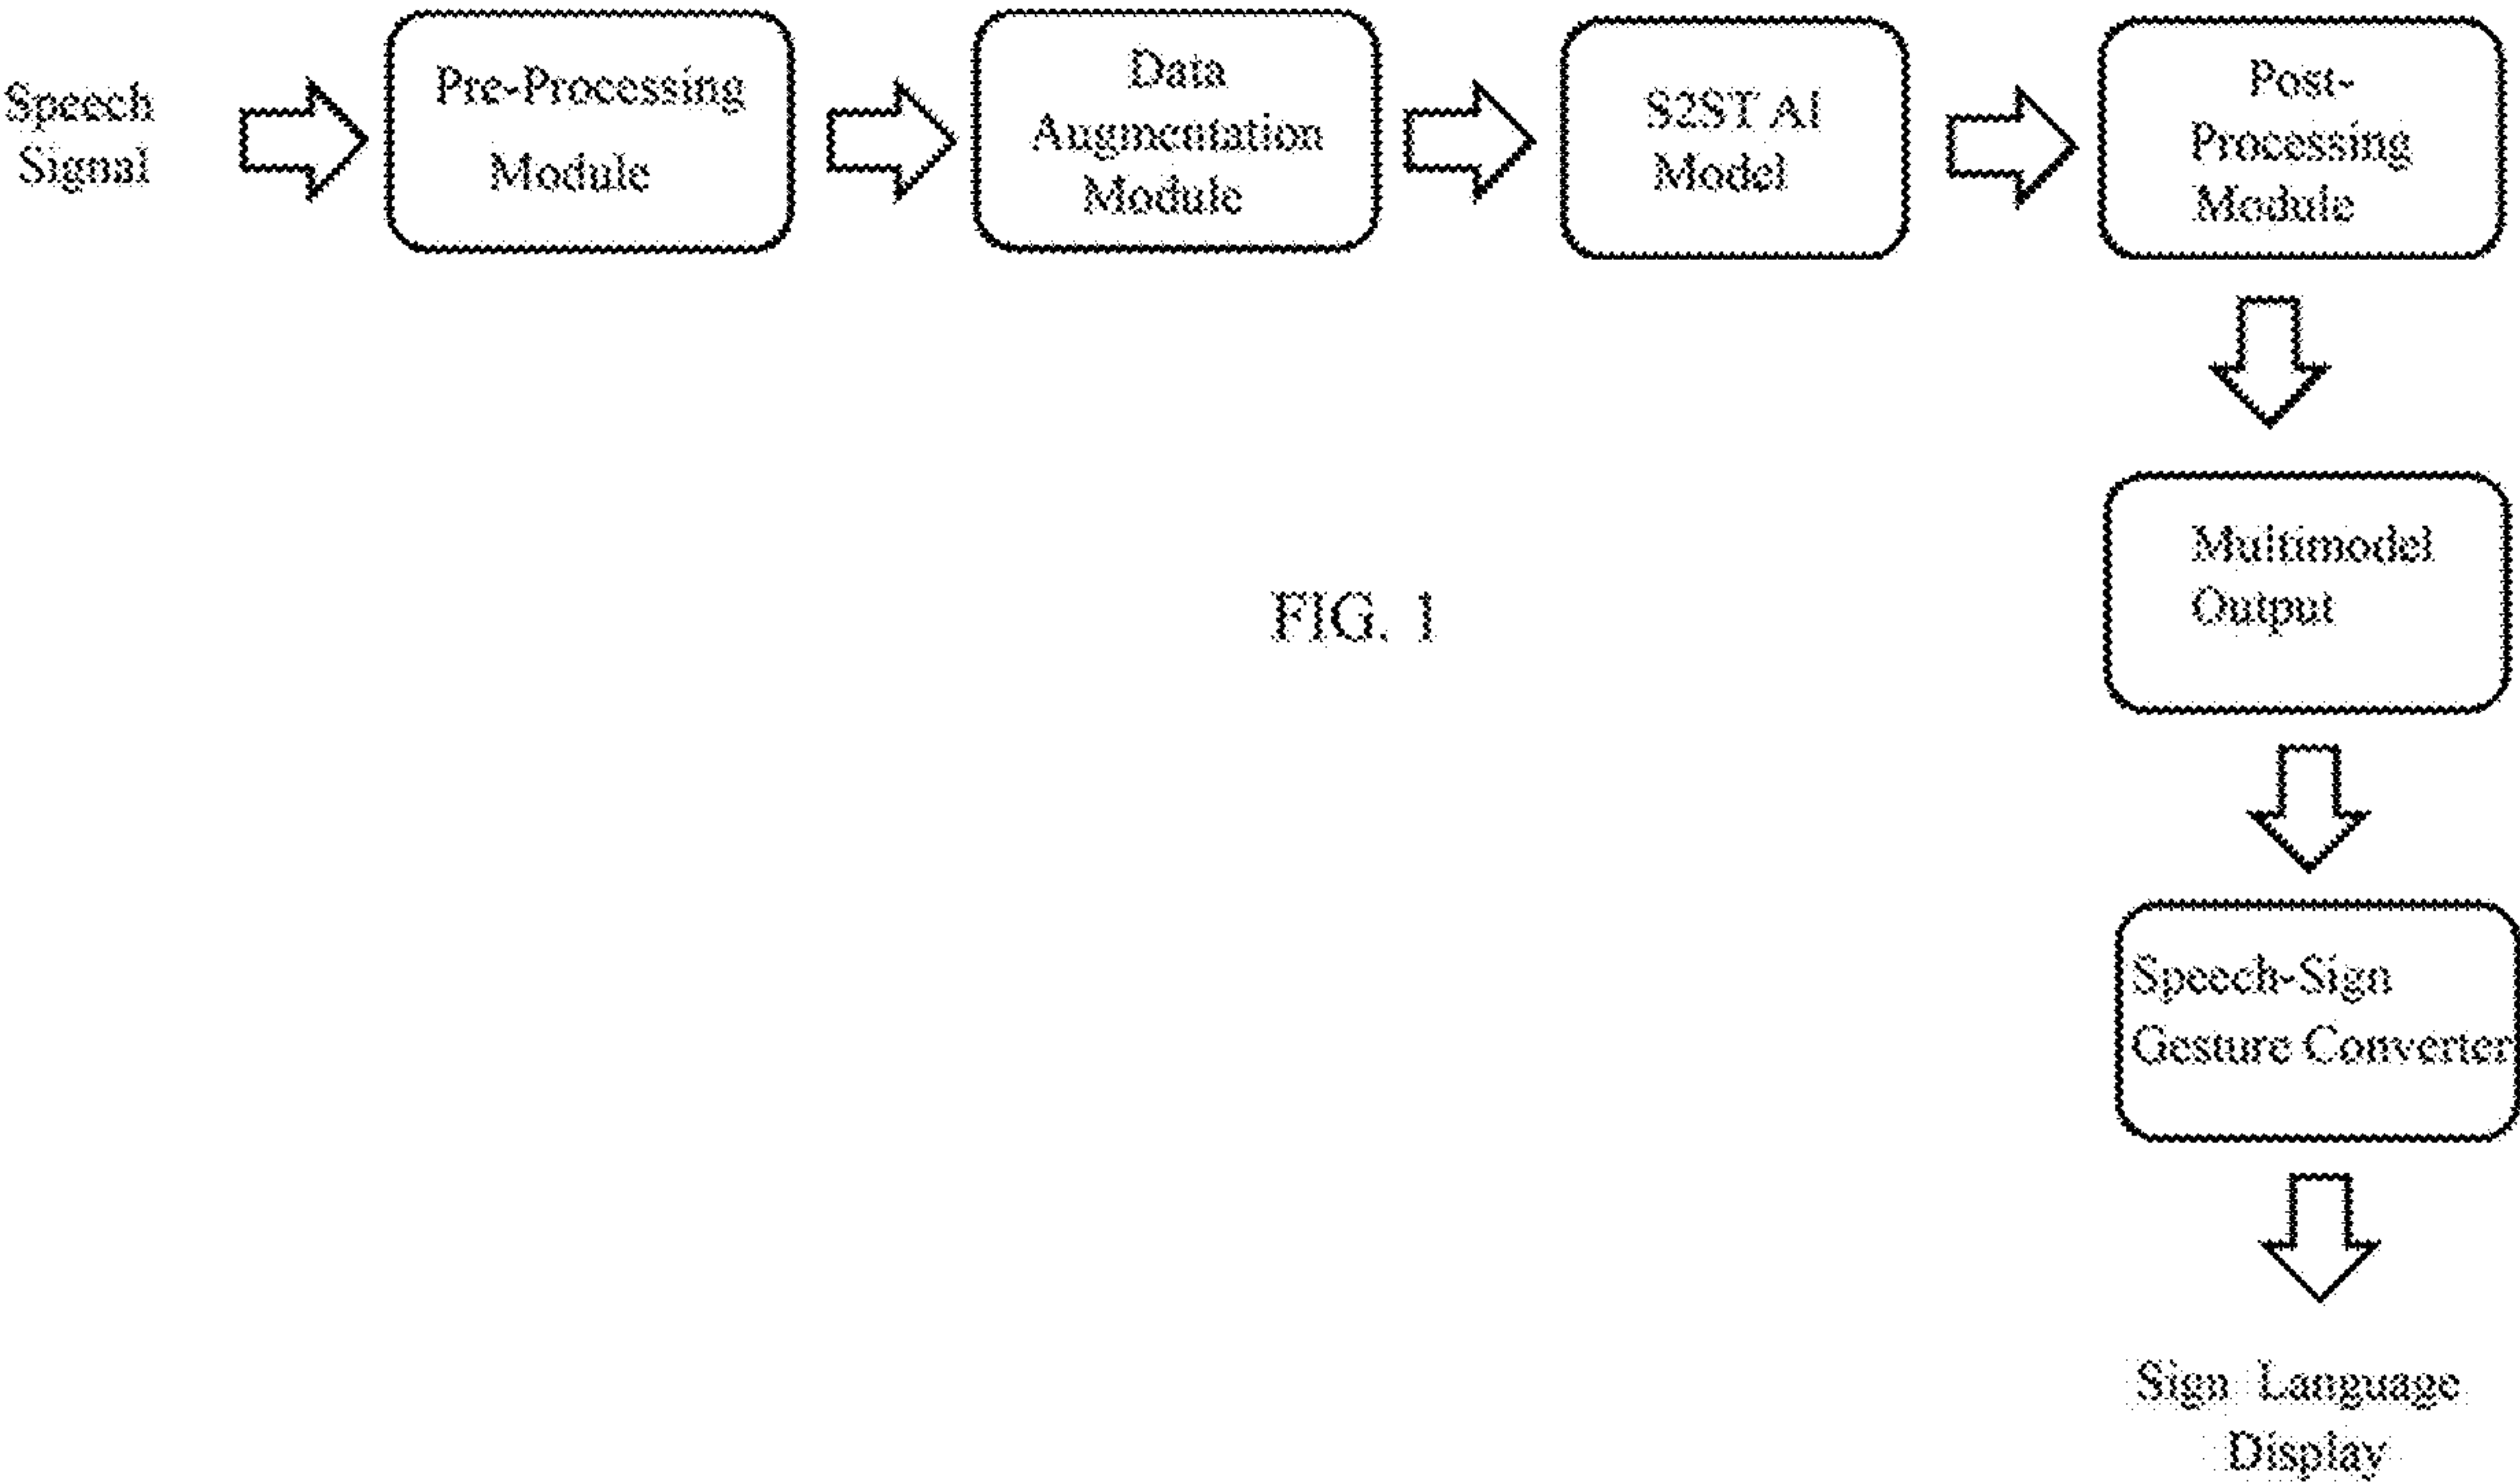 Speech
Signal
Pre-Processing
Module
Data
Augmentation
Module
S2ST AI
Model
Post-
Processing
Module
Multimodel
Output
FIG. 1
Speech-Sign
Gesture Converter
Sign Language
Display